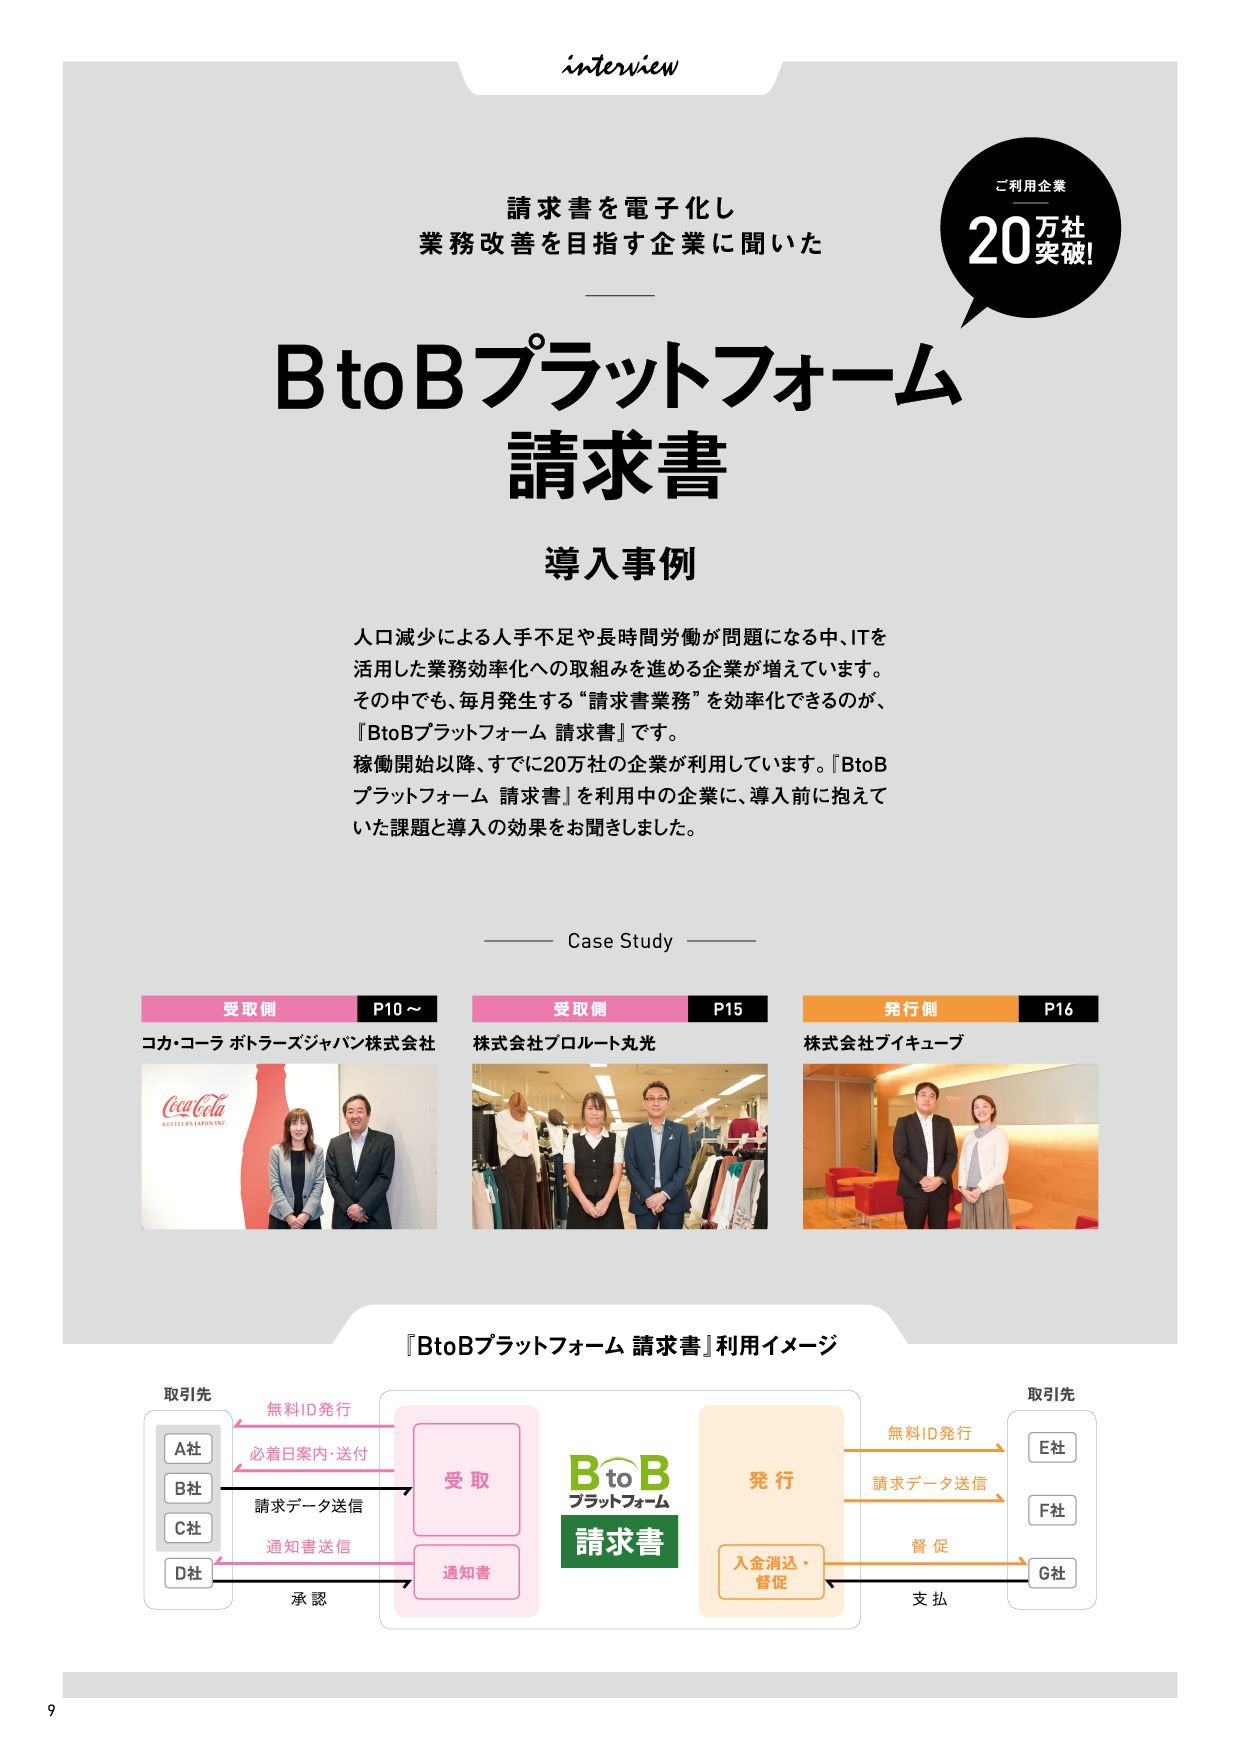 interview
ご利用企業
20万社
突破!
請求書を電子化し
業務改善を目指す企業に聞いた
BtoBプラットフォーム
請求書
導入事例
人口減少による人手不足や長時間労働が問題になる中、ITを
活用した業務効率化への取組みを進める企業が増えています。
その中でも、毎月発生する“請求書業務”を効率化できるのが、
『BtoBプラットフォーム 請求書』です。
稼働開始以降、すでに20万社の企業が利用しています。『BtoB
プラットフォーム 請求書』を利用中の企業に、導入前に抱えて
いた課題と導入の効果をお聞きしました。
Case Study
受取側 P10～
コカ・コーラ ボトラーズジャパン株式会社
Coca-Cola
BOTTLERS JAPAN INC.
受取側 P15
株式会社プロルート丸光
発行側 P16
株式会社ブイキューブ
『BtoBプラットフォーム 請求書』利用イメージ
取引先
A社
B社
C社
D社
無料ID発行
必着日案内・送付
請求データ送信
通知書送信
承認
受取
通知書
BtoB
プラットフォーム
請求書
発行
入金消込・
督促
無料ID発行
請求データ送信
督促
支払
取引先
E社
F社
G社
9